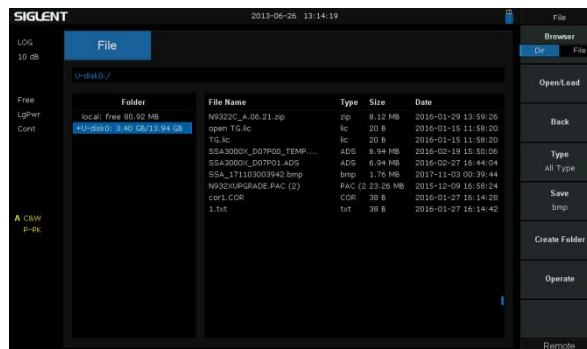 SIGLENT 2013-06-26 13:14:19 File
LOG
10 dB
File
Browser
Dir File
U-disk0:/
Open/Load
Free
LgPwr
Cont
Folder File Name Type Size Date
local: free 80.92 MB N9322C_A.06.21.zip zip 8.12 MB 2016-01-29 13:59:26
+U-disk0: 3.40 GB/13.94 GB open TG.lic lic 20 B 2016-01-15 11:58:20
TG.lic lic 20 B 2016-01-15 11:58:20
SSA3000X_D07P00_TEMP.... ADS 6.94 MB 2016-02-19 15:50:06
SSA3000X_D07P01.ADS ADS 6.94 MB 2016-02-27 16:44:04
SSA_171103003942.bmp bmp 1.76 MB 2017-11-03 00:39:44
N932XUPGRADE.PAC (2) PAC (2 23.26 MB 2015-12-09 16:58:24
cor1.COR COR 38 B 2016-01-27 16:14:28
1.txt txt 38 B 2016-01-27 16:14:42
Back
Type
All Type
Save
bmp
A C&W
P-PK
Create Folder
Operate
Remote